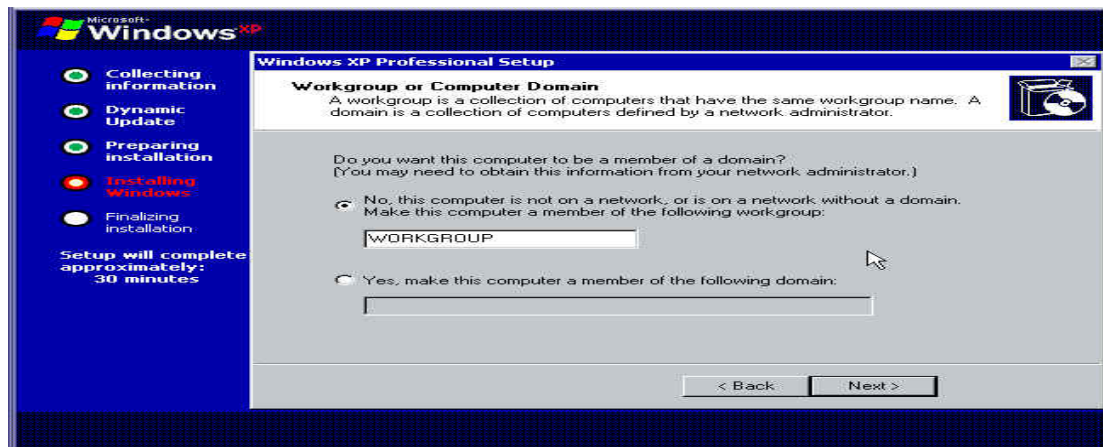 Microsoft
Windows XP
Collecting
information
Dynamic
Update
Preparing
installation
Installing
Windows
Finalizing
installation
Setup will complete
approximately:
30 minutes
Windows XP Professional Setup
Workgroup or Computer Domain
A workgroup is a collection of computers that have the same workgroup name. A
domain is a collection of computers defined by a network administrator.
Do you want this computer to be a member of a domain?
(You may need to obtain this information from your network administrator.)
No, this computer is not on a network, or is on a network without a domain.
Make this computer a member of the following workgroup:
WORKGROUP
Yes, make this computer a member of the following domain:
< Back
Next >